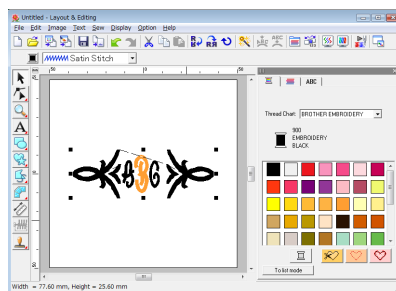 Untitled - Layout & Editing
File Edit Image Text Sew Display Option Help
Satin Stitch
ABC
Thread Chart BROTHER EMBROIDERY
900
EMBROIDERY
BLACK
B3C
To list mode
Width = 77.60 mm, Height = 25.60 mm